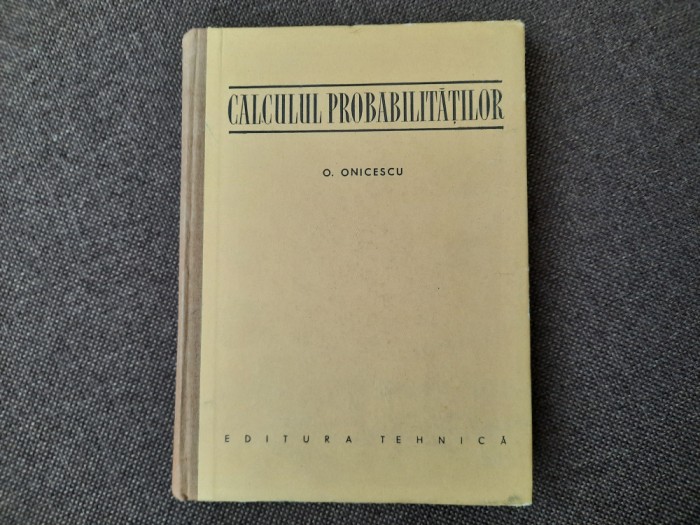 CALCULUL PROBABILITĂȚILOR
O. ONICESCU
EDITURA TEHNICĂ